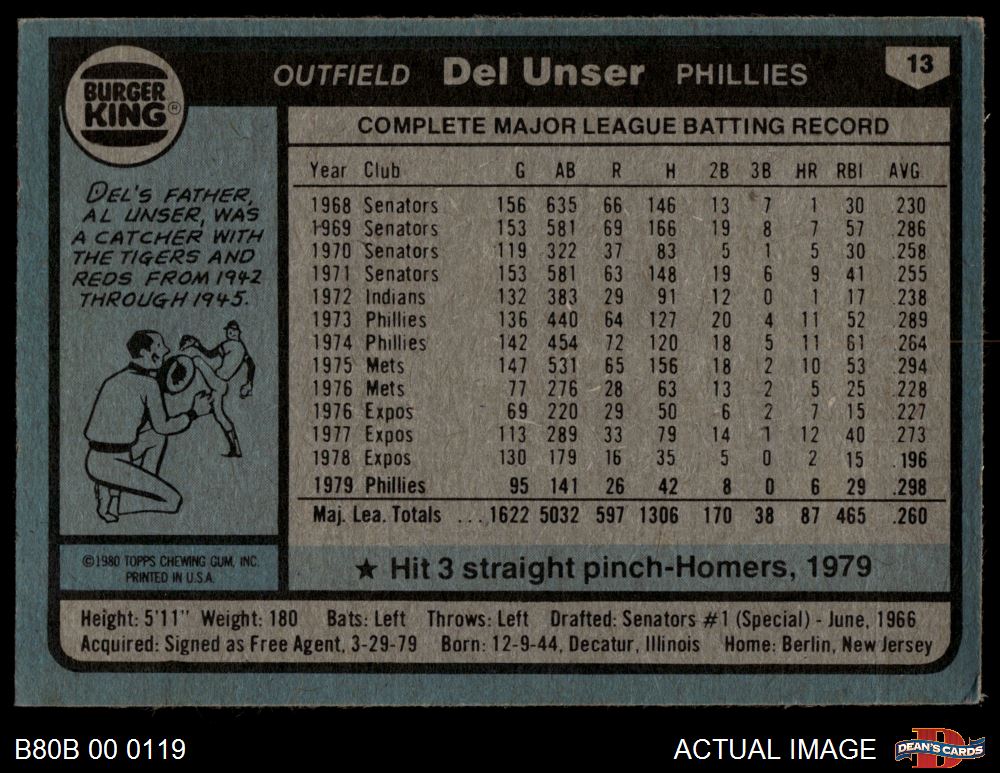 BURGER
KING®
OUTFIELD Del Unser PHILLIES
13
COMPLETE MAJOR LEAGUE BATTING RECORD
DEL'S FATHER,
AL UNSER, WAS
A CATCHER WITH
THE TIGERS AND
REDS FROM 1942
THROUGH 1945.
Year Club G AB R H 2B 3B HR RBI AVG
1968 Senators 156 635 66 146 13 7 1 30 .230
1969 Senators 153 581 69 166 19 8 7 57 .286
1970 Senators 119 322 37 83 5 1 5 30 .258
1971 Senators 153 581 63 148 19 6 9 41 .255
1972 Indians 132 383 29 91 12 0 1 17 .238
1973 Phillies 136 440 64 127 20 4 11 52 .289
1974 Phillies 142 454 72 120 18 5 11 61 .264
1975 Mets 147 531 65 156 18 2 10 53 .294
1976 Mets 77 276 28 63 13 2 5 25 .228
1976 Expos 69 220 29 50 6 2 7 15 .227
1977 Expos 113 289 33 79 14 1 12 40 .273
1978 Expos 130 179 16 35 5 0 2 15 .196
1979 Phillies 95 141 26 42 8 0 6 29 .298
Maj. Lea. Totals ...1622 5032 597 1306 170 38 87 465 .260
©1980 TOPPS CHEWING GUM, INC.
PRINTED IN U.S.A.
★ Hit 3 straight pinch-Homers, 1979
Height: 5'11" Weight: 180 Bats: Left Throws: Left Drafted: Senators #1 (Special) - June, 1966
Acquired: Signed as Free Agent, 3-29-79 Born: 12-9-44, Decatur, Illinois Home: Berlin, New Jersey
B80B 00 0119
ACTUAL IMAGE
D
DEAN'S CARDS